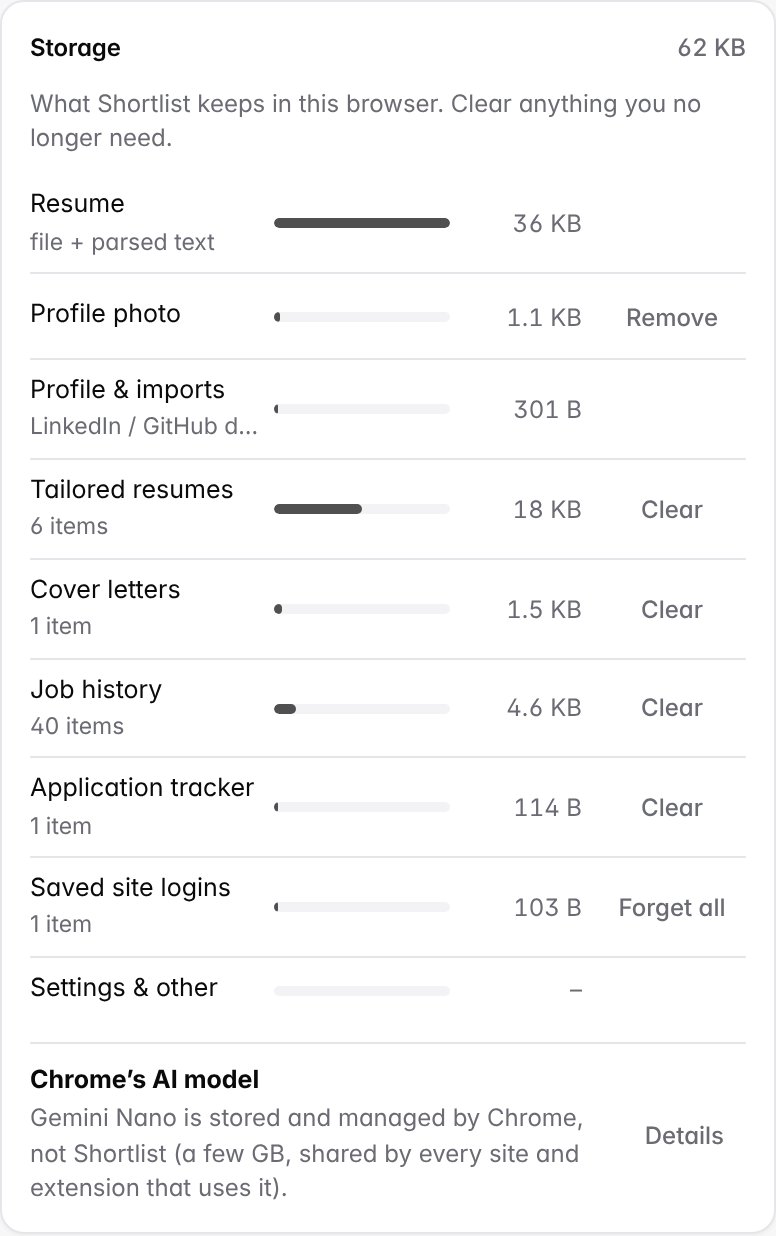 Storage 62 KB
What Shortlist keeps in this browser. Clear anything you no
longer need.
Resume
file + parsed text
36 KB
Profile photo 1.1 KB Remove
Profile & imports
LinkedIn / GitHub d...
301 B
Tailored resumes
6 items
18 KB Clear
Cover letters
1 item
1.5 KB Clear
Job history
40 items
4.6 KB Clear
Application tracker
1 item
114 B Clear
Saved site logins
1 item
103 B Forget all
Settings & other –
Chrome’s AI model
Gemini Nano is stored and managed by Chrome,
not Shortlist (a few GB, shared by every site and
extension that uses it).
Details